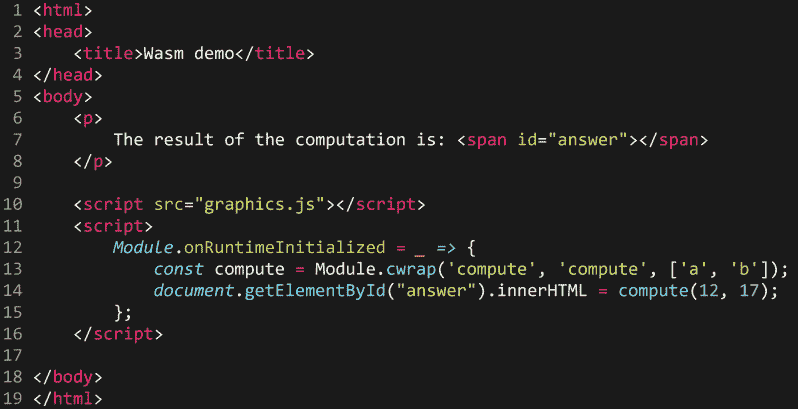 1 <html>
2 <head>
3     <title>Wasm demo</title>
4 </head>
5 <body>
6     <p>
7         The result of the computation is: <span id="answer"></span>
8     </p>
9
10     <script src="graphics.js"></script>
11     <script>
12         Module.onRuntimeInitialized = _ => {
13             const compute = Module.cwrap('compute', 'compute', ['a', 'b']);
14             document.getElementById("answer").innerHTML = compute(12, 17);
15         };
16     </script>
17
18 </body>
19 </html>